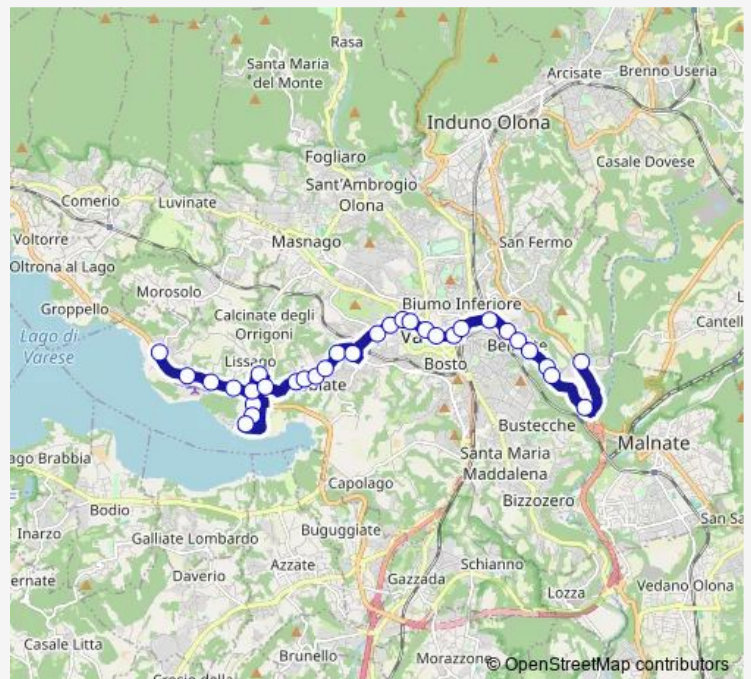 Rasa
Santa Maria
del Monte
Arcisate
Brenno Useria
Induno Olona
Fogliaro
Casale Dovese
Sant'Ambrogio
Olona
Comerio
Luvinate
Voltorre
Masnago
San Fermo
Oltrona al Lago
Morosolo
Groppello
Calcinate degli
Orrigoni
Biumo Inferiore
Cantell
Lago di
Varese
Va
Be
Lissago
Bosto
biate
Bustecche
Malnate
Santa Maria
Maddalena
ago Brabbia
Capolago
Bizzozero
Bodio
San Sa
Inarzo
Galliate Lombardo
Buguggiate
Azzate
Schianno
ernate
Daverio
Gazzada
Lozza
Vedano Olona
Casale Litta
Brunello
Morazzone
© OpenStreetMap contributors